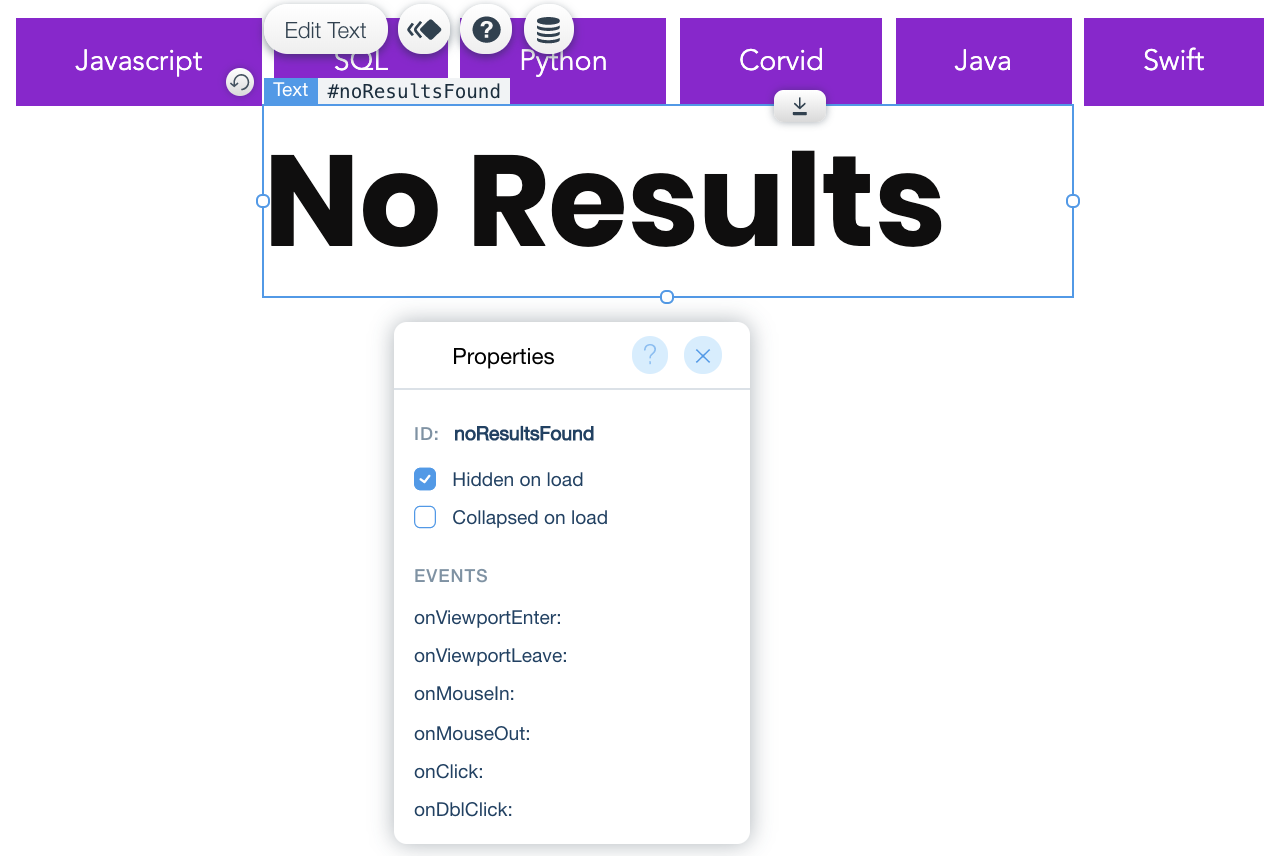 Edit Text
?
Javascript
SQL
Python
Corvid
Java
Swift
Text
#noResultsFound
No Results
Properties
?
ID: noResultsFound
Hidden on load
Collapsed on load
EVENTS
onViewportEnter:
onViewportLeave:
onMouseIn:
onMouseOut:
onClick:
onDblClick: